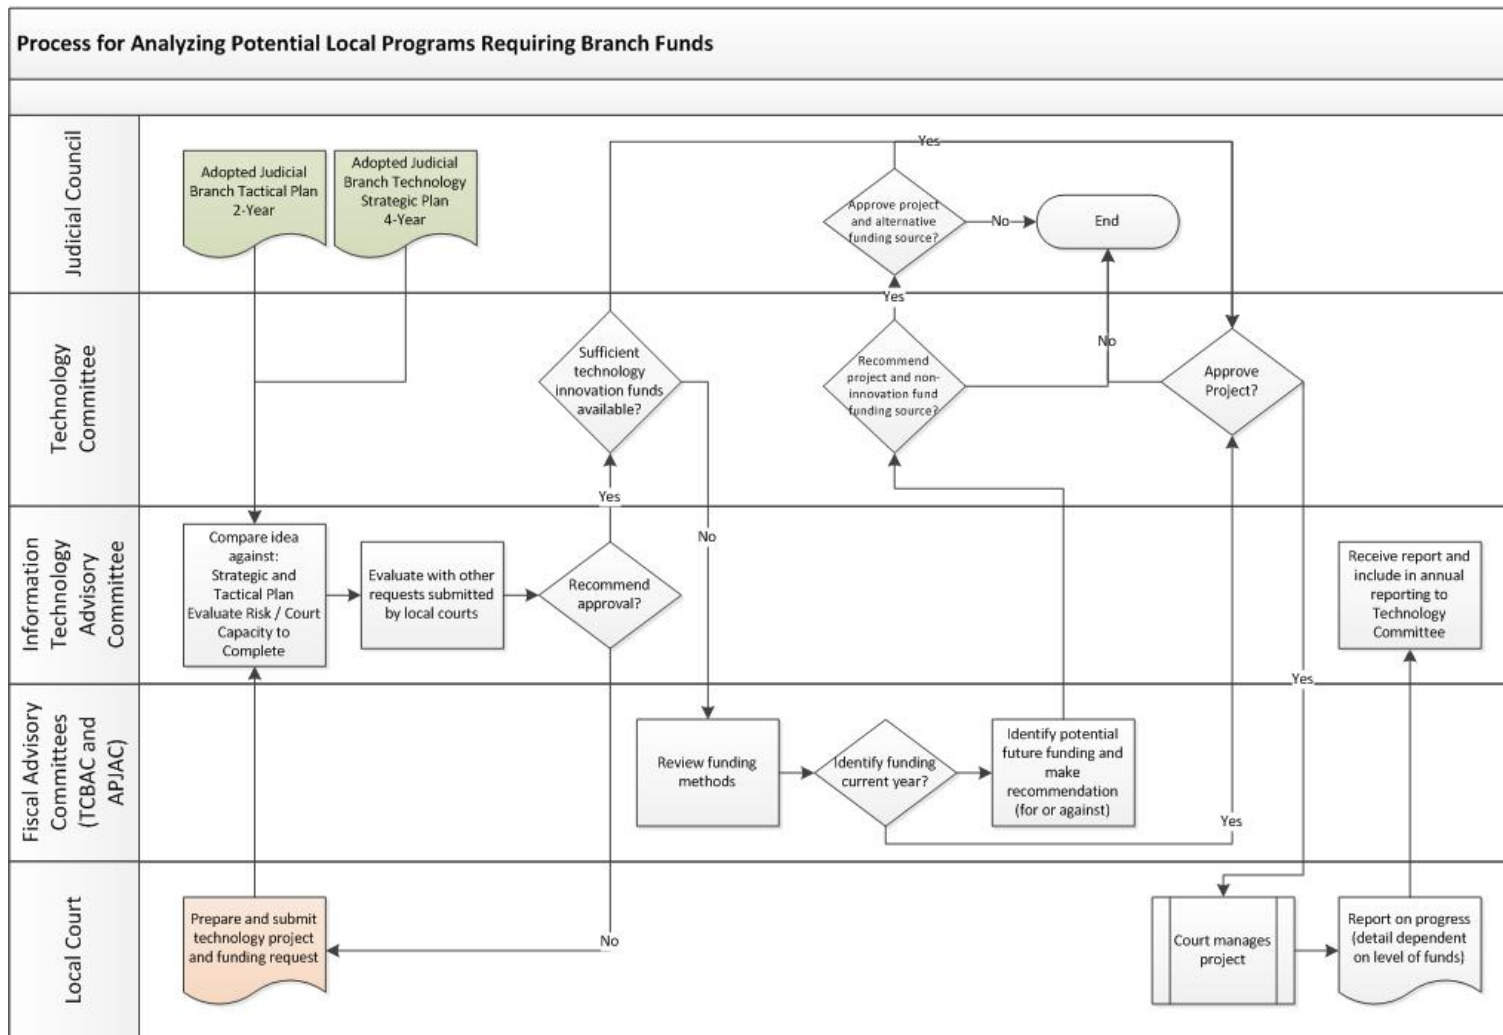 Process for Analyzing Potential Local Programs Requiring Branch Funds
Judicial Council
Adopted Judicial
Branch Tactical Plan
2-Year
Adopted Judicial
Branch Technology
Strategic Plan
4-Year
Yes
Approve project
and alternative
funding source?
No
End
Technology
Committee
Sufficient
technology
innovation funds
available?
Yes
Recommend
project and non-
innovation fund
funding source?
No
Approve
Project?
Yes
No
Information
Technology
Advisory
Committee
Compare idea
against:
Strategic and
Tactical Plan
Evaluate Risk / Court
Capacity to
Complete
Evaluate with other
requests submitted
by local courts
Recommend
approval?
Receive report and
include in annual
reporting to
Technology
Committee
Yes
Fiscal Advisory
Committees
(TCBAC and
APJAC)
Review funding
methods
Identify funding
current year?
Identify potential
future funding and
make
recommendation
(for or against)
Yes
Local Court
Prepare and submit
technology project
and funding request
No
Court manages
project
Report on progress
(detail dependent
on level of funds)